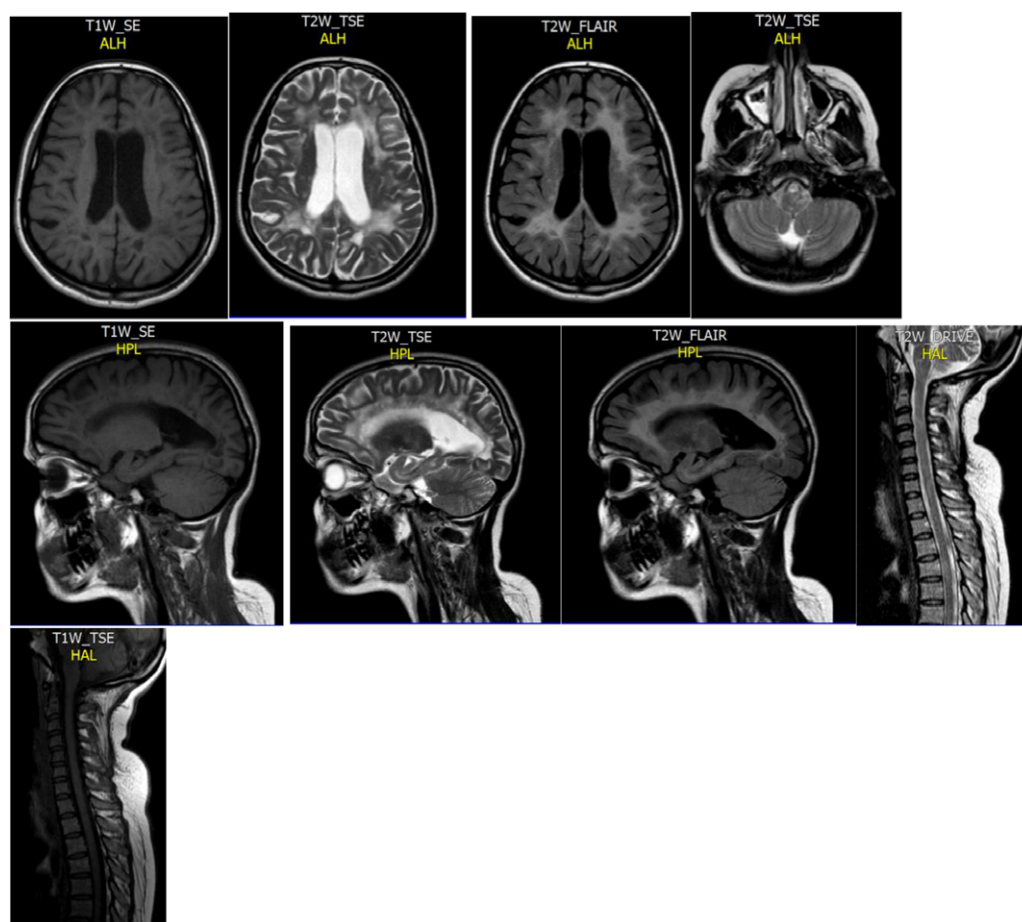 T1W_SE
ALH
T2W_TSE
ALH
T2W_FLAIR
ALH
T2W_TSE
ALH
T1W_SE
HPL
T2W_TSE
HPL
T2W_FLAIR
HPL
T2W_DRIVE
HAL
T1W_TSE
HAL